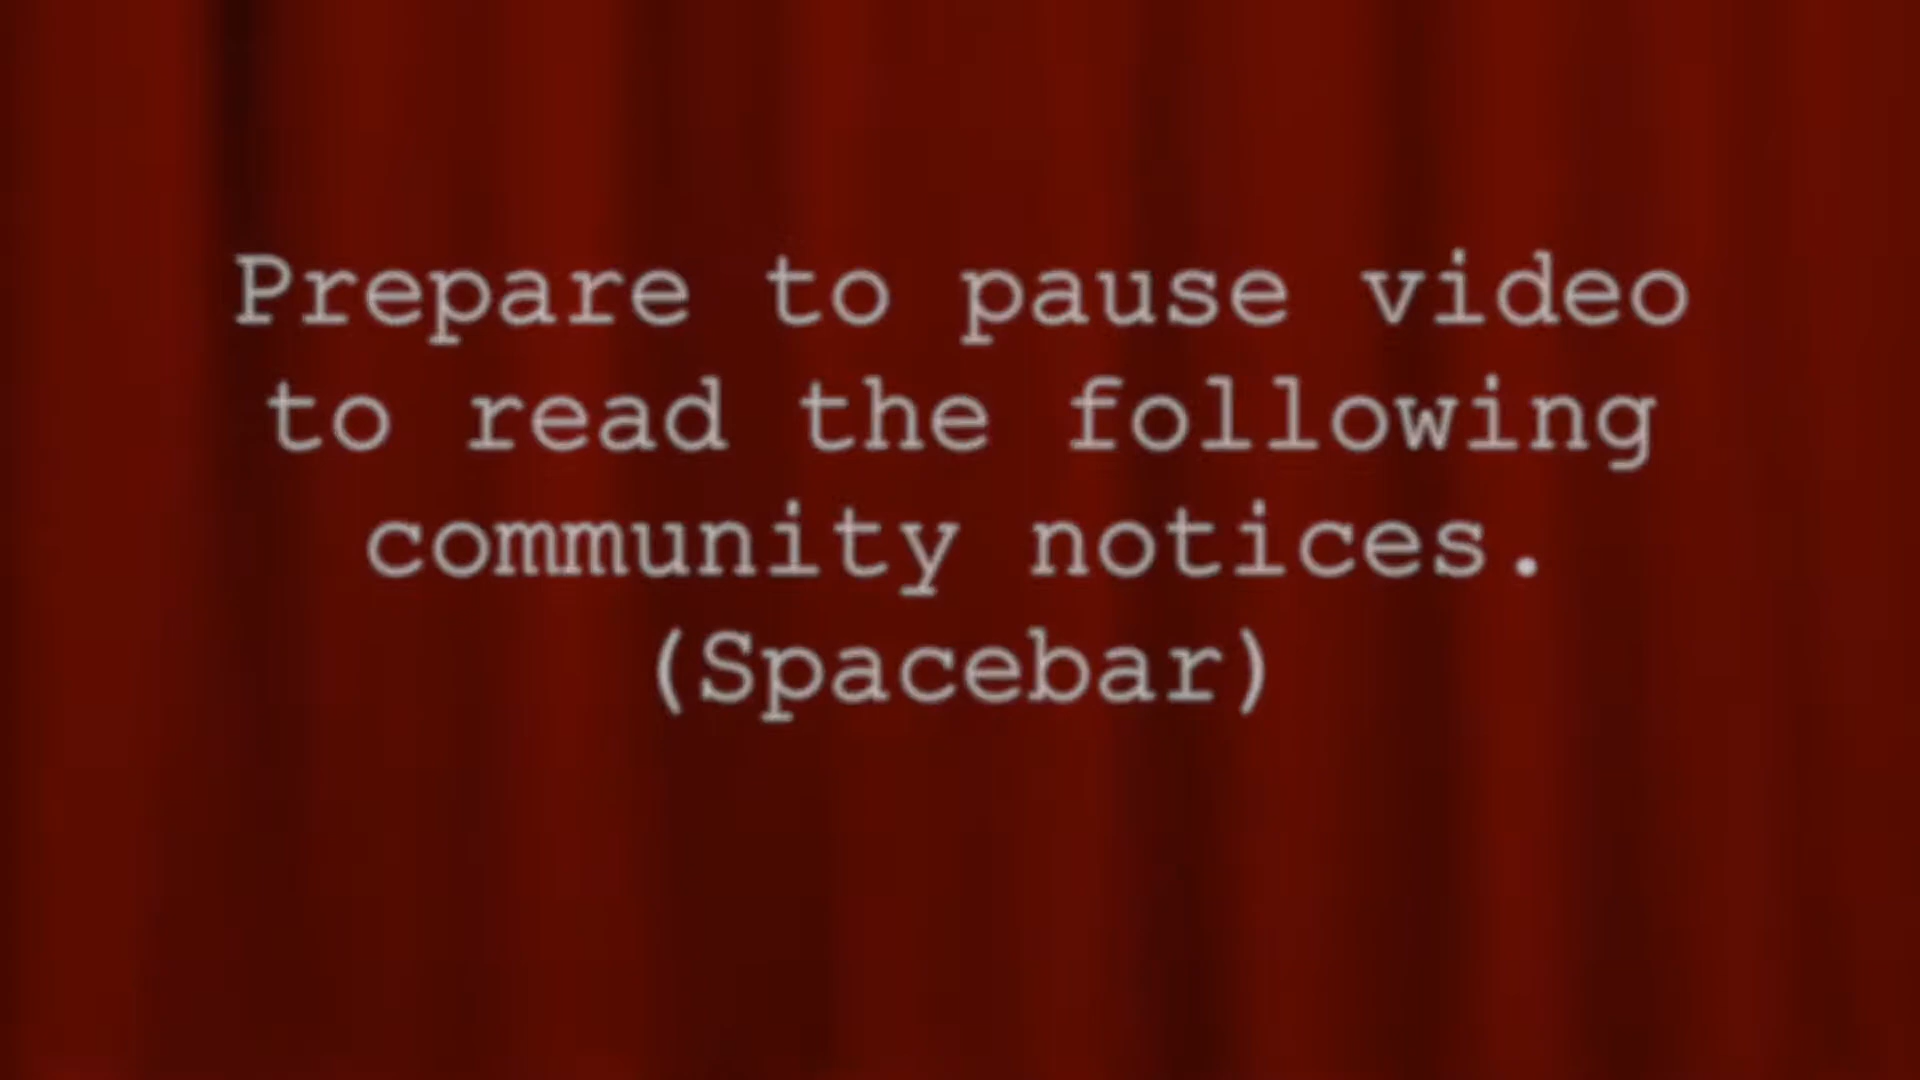 Prepare to pause video
to read the following
community notices.
(Spacebar)